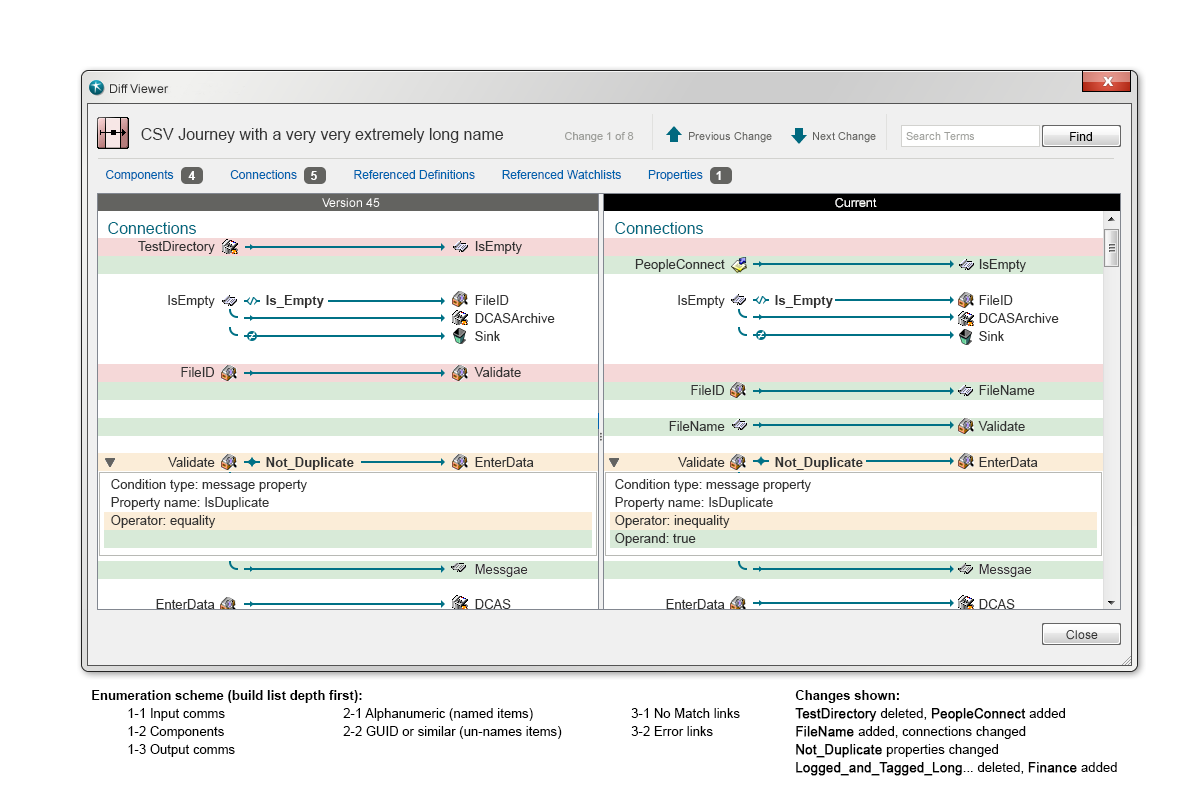 Diff Viewer
X
CSV Journey with a very very extremely long name
Change 1 of 8
Previous Change
Next Change
Search Terms
Find
Components 4
Connections 5
Referenced Definitions
Referenced Watchlists
Properties 1
Version 45
Current
Connections
TestDirectory IsEmpty
IsEmpty </> Is_Empty FileID
DCASArchive
Sink
FileID Validate
Validate Not_Duplicate EnterData
Condition type: message property
Property name: IsDuplicate
Operator: equality
Messgae
EnterData DCAS
Connections
PeopleConnect IsEmpty
IsEmpty </> Is_Empty FileID
DCASArchive
Sink
FileID FileName
FileName Validate
Validate Not_Duplicate EnterData
Condition type: message property
Property name: IsDuplicate
Operator: inequality
Operand: true
Messgae
EnterData DCAS
Close
Enumeration scheme (build list depth first):
1-1 Input comms
1-2 Components
1-3 Output comms
2-1 Alphanumeric (named items)
2-2 GUID or similar (un-names items)
3-1 No Match links
3-2 Error links
Changes shown:
TestDirectory deleted, PeopleConnect added
FileName added, connections changed
Not_Duplicate properties changed
Logged_and_Tagged_Long... deleted, Finance added